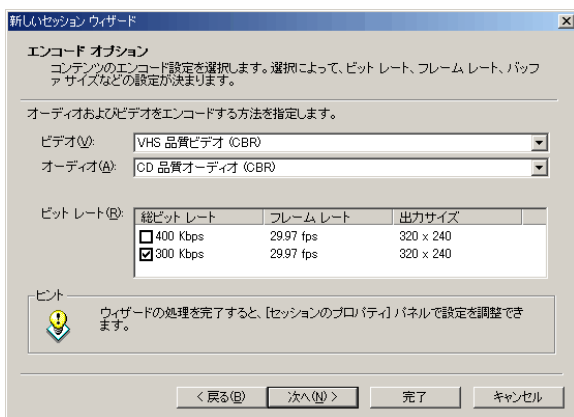 新しいセッション ウィザード
エンコード オプション
コンテンツのエンコード設定を選択します。選択によって、ビット レート、フレーム レート、バッフ
ァ サイズなどの設定が決まります。
オーディオおよびビデオをエンコードする方法を指定します。
ビデオ(V): VHS 品質ビデオ (CBR)
オーディオ(A): CD 品質オーディオ (CBR)
ビット レート(R): 総ビット レート フレーム レート 出力サイズ
400 Kbps 29.97 fps 320 x 240
300 Kbps 29.97 fps 320 x 240
ヒント
ウィザードの処理を完了すると、[セッションのプロパティ] パネルで設定を調整でき
ます。
< 戻る(B) 次へ(N) > 完了 キャンセル